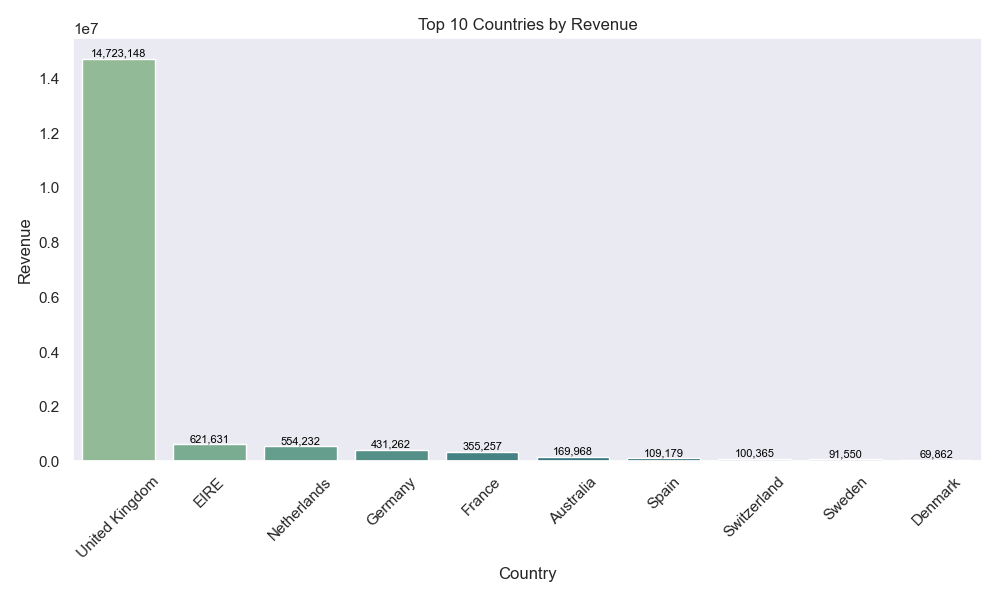 Top 10 Countries by Revenue
1e7
14,723,148
1.4
1.2
1.0
0.8
0.6
0.4
0.2
0.0
Revenue
621,631
554,232
431,262
355,257
169,968
109,179
100,365
91,550
69,862
United Kingdom
EIRE
Netherlands
Germany
France
Australia
Spain
Switzerland
Sweden
Denmark
Country